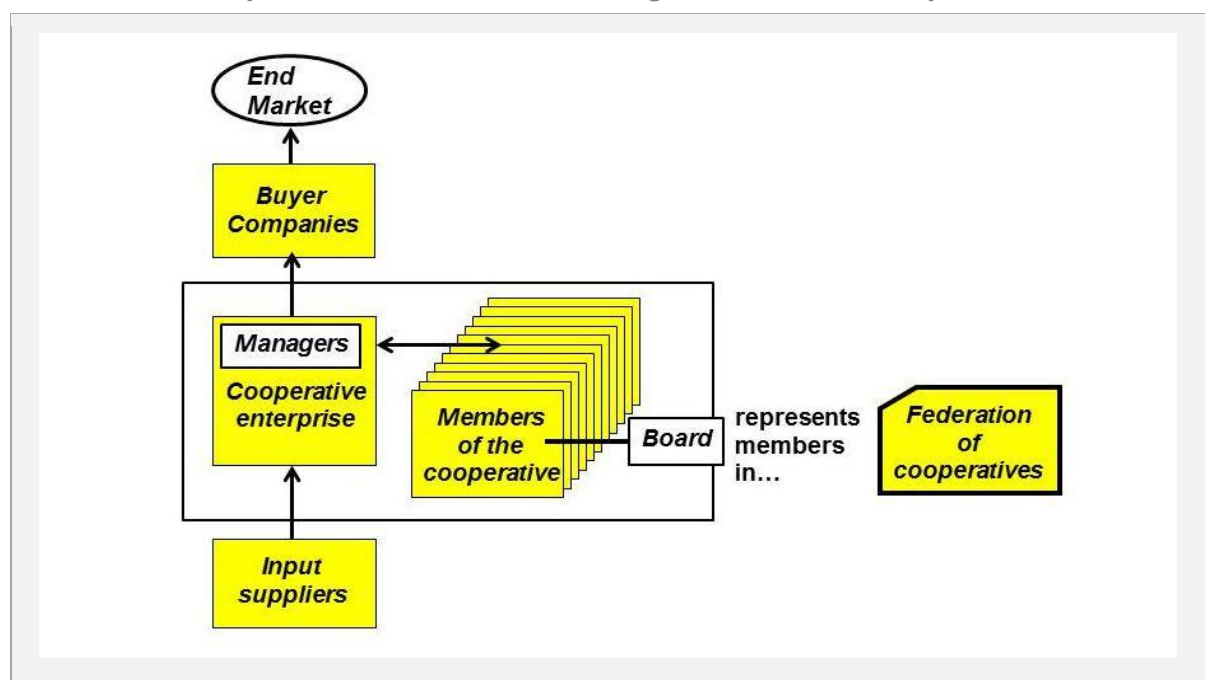 End
Market
Buyer
Companies
Managers
Cooperative
enterprise
Members
of the
cooperative
Board
represents
members
in…
Federation
of
cooperatives
Input
suppliers